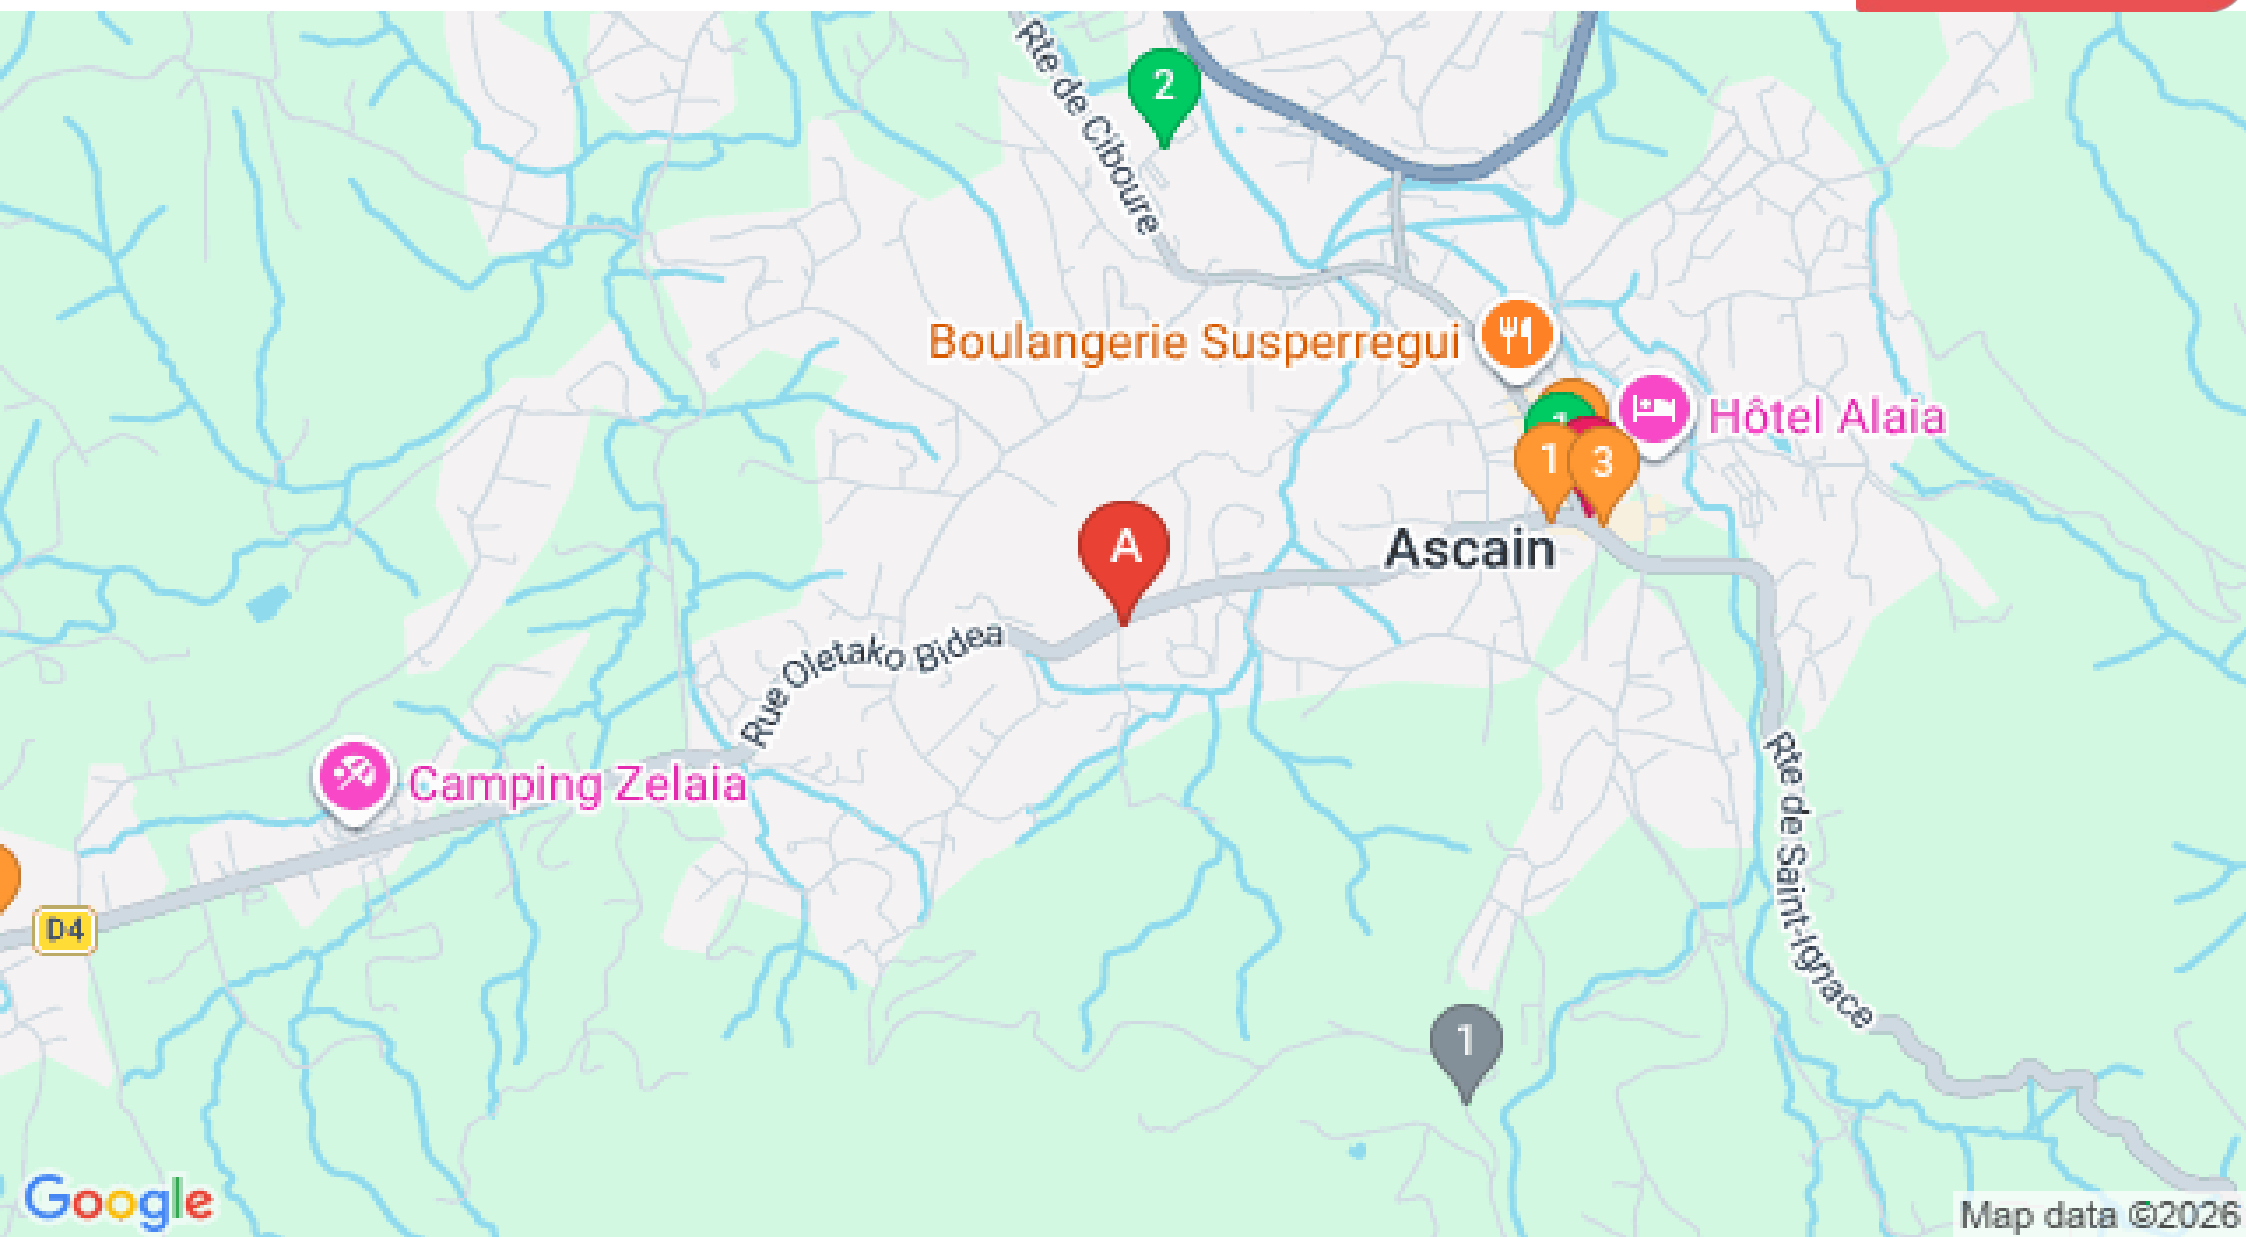 Rte de Ciboure
2
Boulangerie Susperregui
Hôtel Alaia
1
1
3
A
Ascain
Rue Oletako Bidea
Camping Zelaia
Rte de Saint-Ignace
D4
1
Google
Map data ©2026